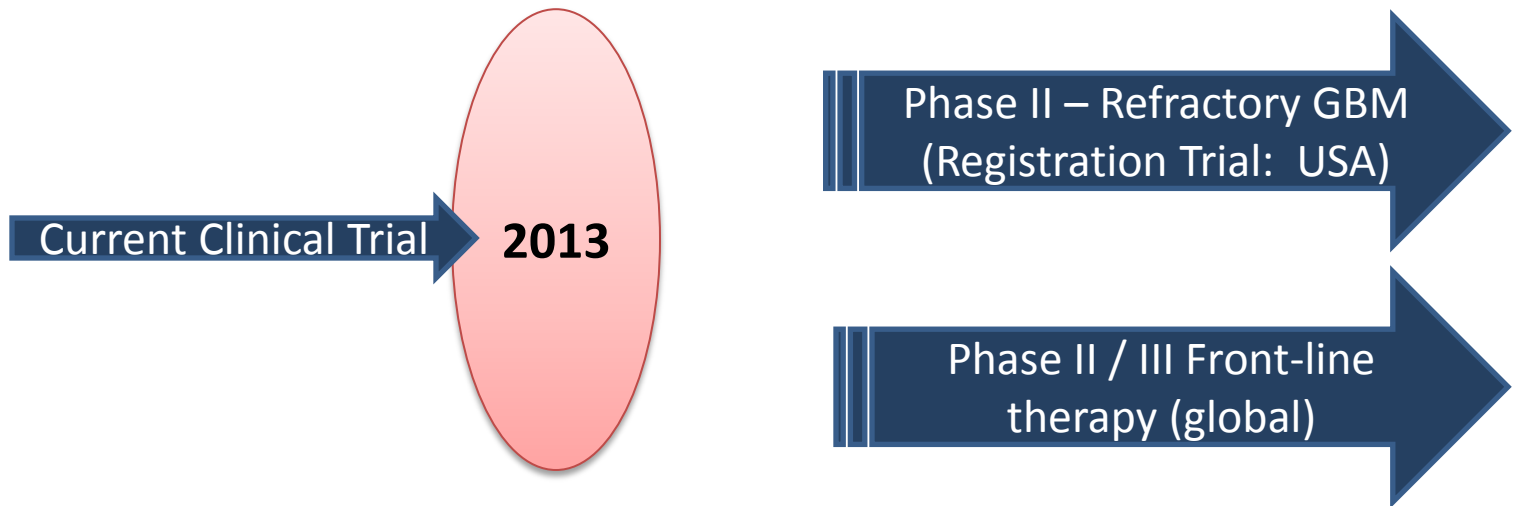 Current Clinical Trial
2013
Phase II – Refractory GBM
(Registration Trial:  USA)
Phase II / III Front-line
therapy (global)